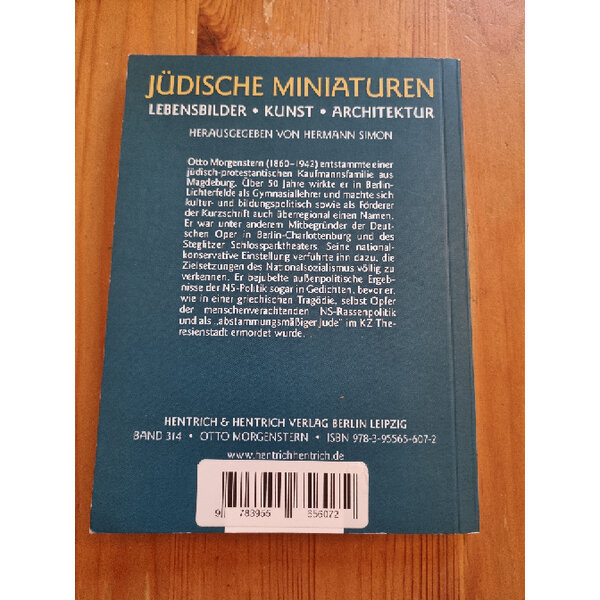 JÜDISCHE MINIATUREN
LEBENSBILDER • KUNST • ARCHITEKTUR
HERAUSGEGEBEN VON HERMANN SIMON
Otto Morgenstern (1860–1942) entstammte einer
jüdisch-protestantischen Kaufmannsfamilie aus
Magdeburg. Über 50 Jahre wirkte er in Berlin-
Lichterfelde als Gymnasiallehrer und machte sich
kultur- und bildungspolitisch sowie als Förderer
der Kurzschrift auch überregional einen Namen.
Er war unter anderem Mitbegründer der Deut-
schen Oper in Berlin-Charlottenburg und des
Steglitzer Schlossparktheaters. Seine national-
konservative Einstellung verführte ihn dazu, die
Zielsetzungen des Nationalsozialismus völlig zu
verkennen. Er bejubelte außenpolitische Ergeb-
nisse der NS-Politik sogar in Gedichten, bevor er,
wie in einer griechischen Tragödie, selbst Opfer
der menschenverachtenden NS-Rassenpolitik
und als „abstammungsmäßiger Jude" im KZ The-
resienstadt ermordet wurde.
HENTRICH & HENTRICH VERLAG BERLIN LEIPZIG
BAND 314 • OTTO MORGENSTERN • ISBN 978-3-95565-607-2
www.hentrichhentrich.de
9 783955 656072